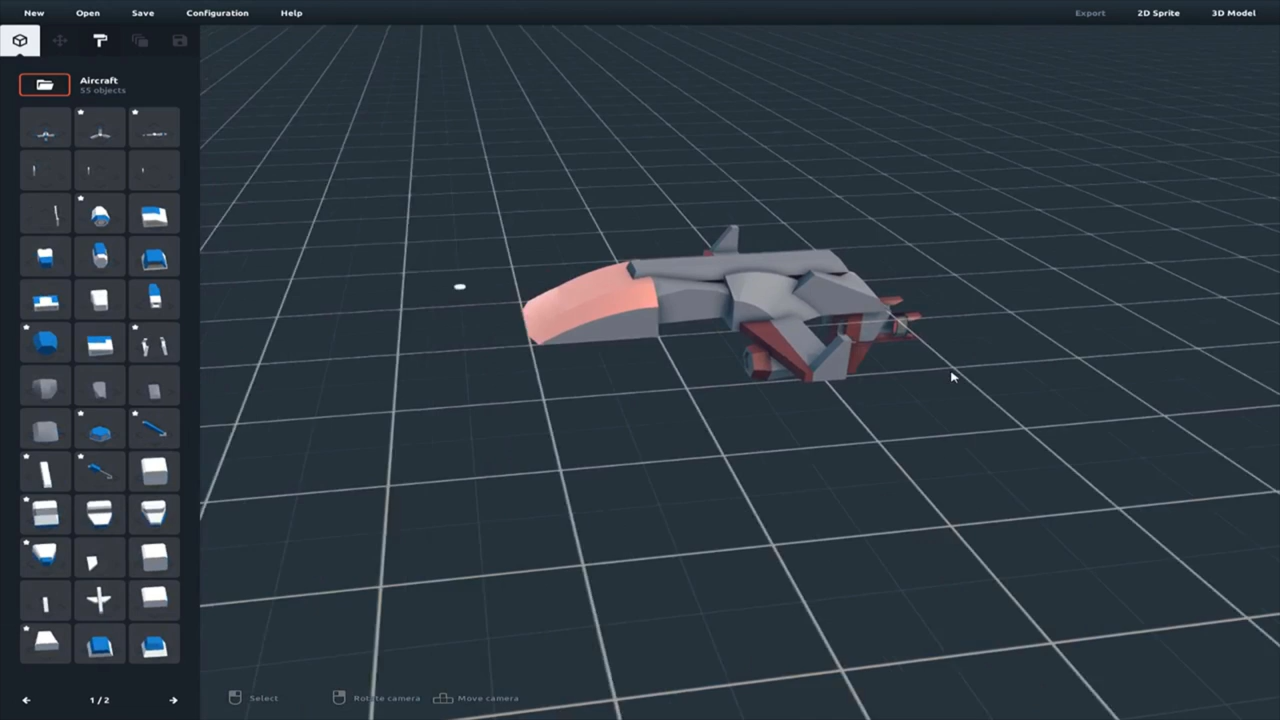 New Open Save Configuration Help Export 2D Sprite 3D Model
Aircraft
55 objects
1 / 2
Select Rotate camera Move camera